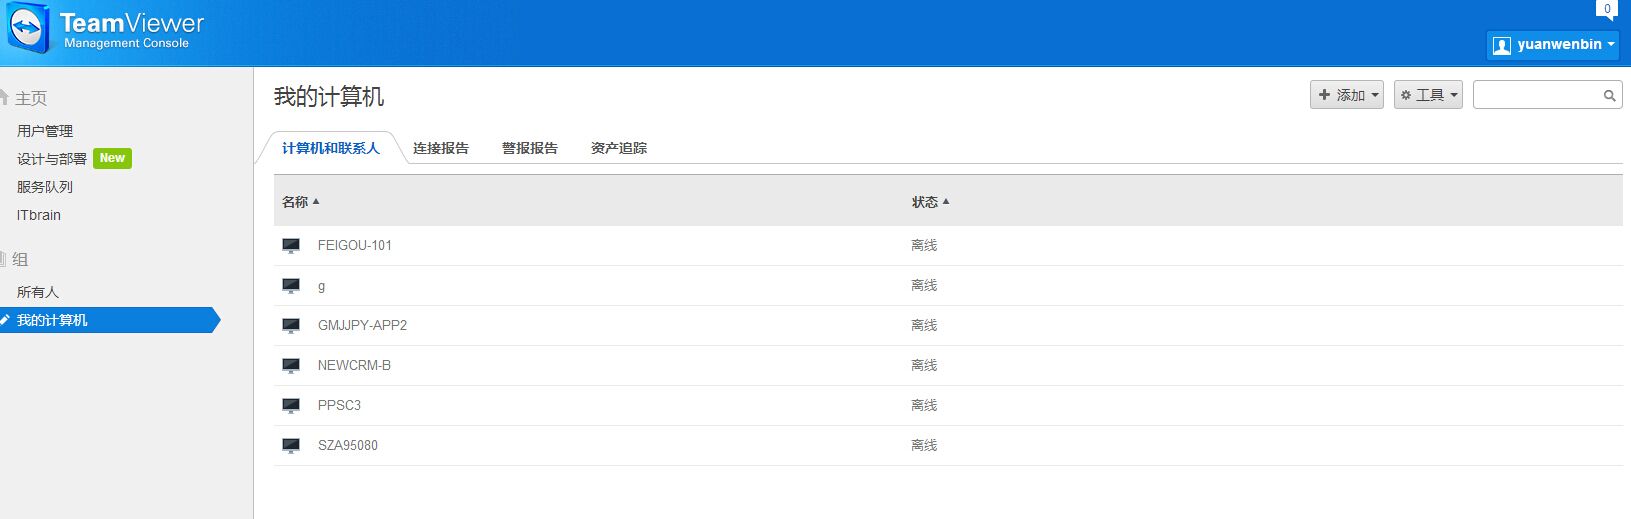 TeamViewer
Management Console
0
yuanwenbin
主页
用户管理
设计与部署 New
服务队列
ITbrain
组
所有人
我的计算机
我的计算机
添加 工具
计算机和联系人 连接报告 警报报告 资产追踪
名称 状态
FEIGOU-101 离线
g 离线
GMJJPY-APP2 离线
NEWCRM-B 离线
PPSC3 离线
SZA95080 离线